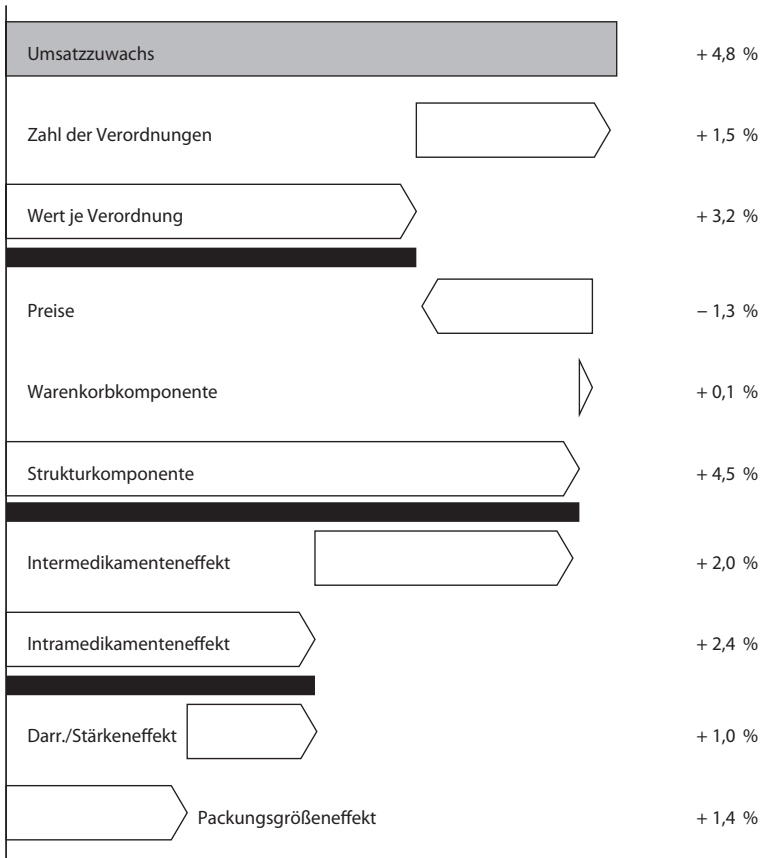 Umsatzzuwachs + 4,8 %
Zahl der Verordnungen + 1,5 %
Wert je Verordnung + 3,2 %
Preise − 1,3 %
Warenkorbkomponente + 0,1 %
Strukturkomponente + 4,5 %
Intermedikamenteneffekt + 2,0 %
Intramedikamenteneffekt + 2,4 %
Darr./Stärkeneffekt + 1,0 %
Packungsgrößeneffekt + 1,4 %